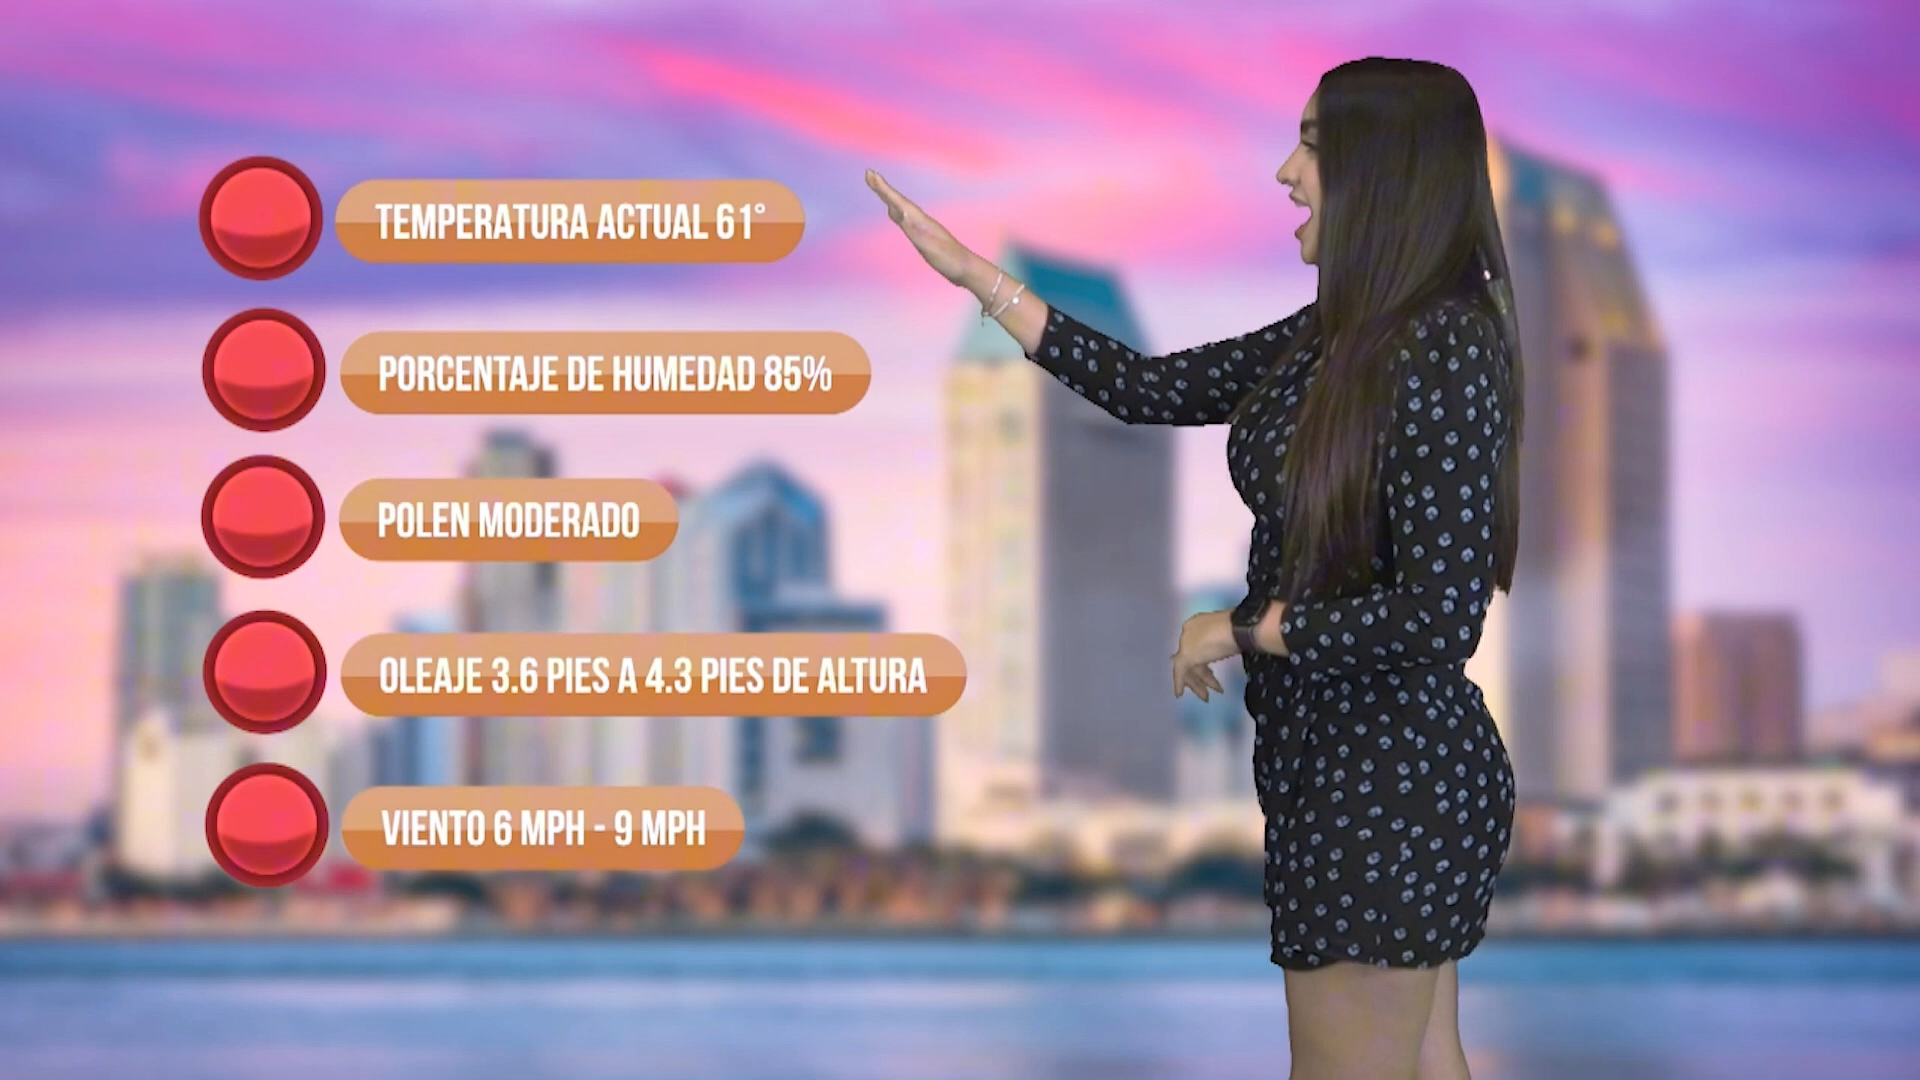 TEMPERATURA ACTUAL 61°
PORCENTAJE DE HUMEDAD 85%
POLEN MODERADO
OLEAJE 3.6 PIES A 4.3 PIES DE ALTURA
VIENTO 6 MPH - 9 MPH